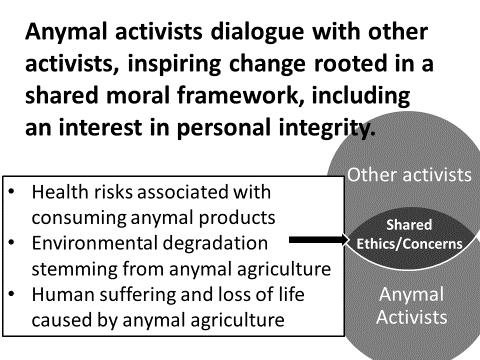 Anymal activists dialogue with other
activists, inspiring change rooted in a
shared moral framework, including
an interest in personal integrity.
• Health risks associated with
consuming anymal products
• Environmental degradation
stemming from anymal agriculture
• Human suffering and loss of life
caused by anymal agriculture
Other activists
Shared
Ethics/Concerns
Anymal
Activists